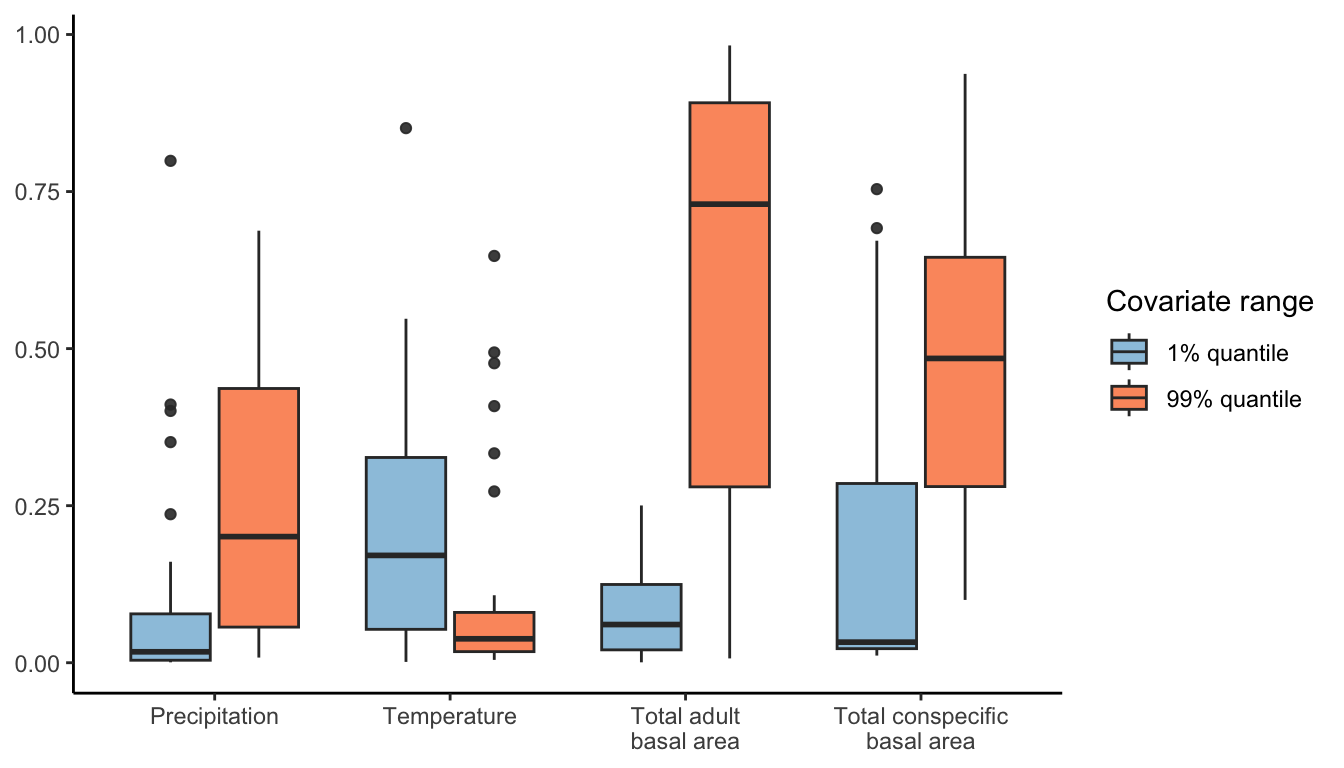 1.00
0.75
0.50
0.25
0.00
Precipitation
Temperature
Total adult
basal area
Total conspecific
basal area
Covariate range
1% quantile
99% quantile